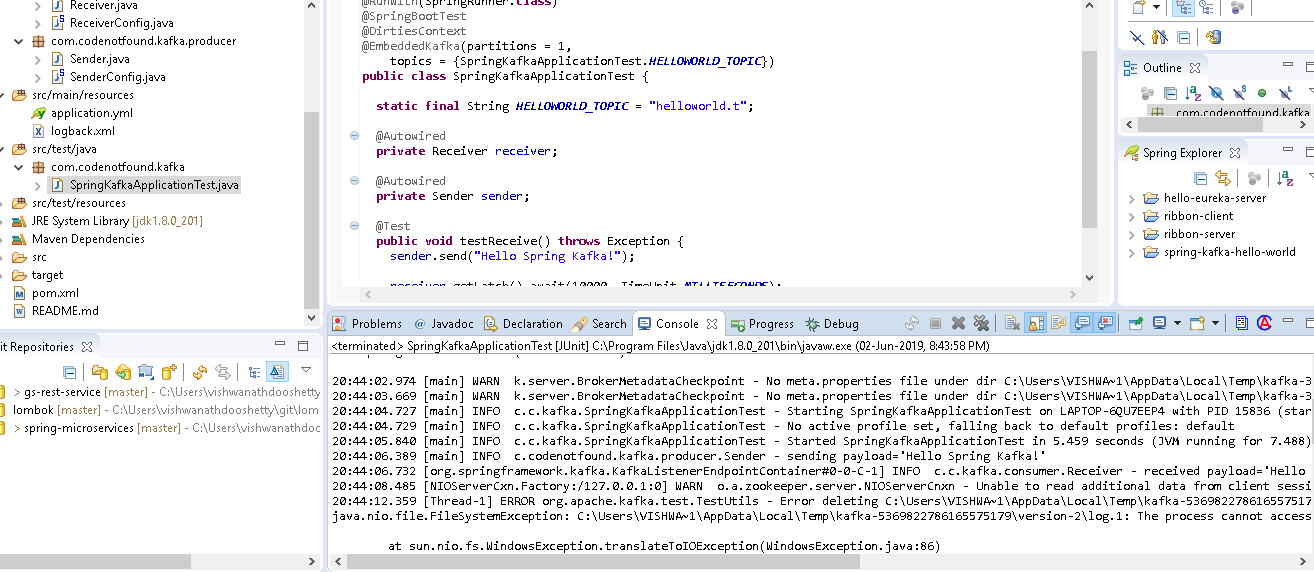 Receiver.java
ReceiverConfig.java
com.codenotfound.kafka.producer
Sender.java
SenderConfig.java
src/main/resources
application.yml
logback.xml
src/test/java
com.codenotfound.kafka
SpringKafkaApplicationTest.java
src/test/resources
JRE System Library [jdk1.8.0_201]
Maven Dependencies
src
target
pom.xml
README.md
@RunWith(SpringRunner.class)
@SpringBootTest
@DirtiesContext
@EmbeddedKafka(partitions = 1,
topics = {SpringKafkaApplicationTest.HELLOWORLD_TOPIC})
public class SpringKafkaApplicationTest {
static final String HELLOWORLD_TOPIC = "helloworld.t";
@Autowired
private Receiver receiver;
@Autowired
private Sender sender;
@Test
public void testReceive() throws Exception {
sender.send("Hello Spring Kafka!");
receiver.getLatch().await(10000, TimeUnit.MILLISECONDS);
Outline
com.codenotfound.kafka
Spring Explorer
hello-eureka-server
ribbon-client
ribbon-server
spring-kafka-hello-world
it Repositories
> gs-rest-service [master] - C:\Users\vishwanathdooshetty
lombok [master] - C:\Users\vishwanathdooshetty\git\lom
> spring-microservices [master] - C:\Users\vishwanathdoc
Problems @ Javadoc Declaration Search Console Progress Debug
<terminated> SpringKafkaApplicationTest [JUnit] C:\Program Files\Java\jdk1.8.0_201\bin\javaw.exe (02-Jun-2019, 8:43:58 PM)
20:44:02.974 [main] WARN k.server.BrokerMetadataCheckpoint - No meta.properties file under dir C:\Users\VISHWA~1\AppData\Local\Temp\kafka-3
20:44:03.669 [main] WARN k.server.BrokerMetadataCheckpoint - No meta.properties file under dir C:\Users\VISHWA~1\AppData\Local\Temp\kafka-3
20:44:04.727 [main] INFO c.c.kafka.SpringKafkaApplicationTest - Starting SpringKafkaApplicationTest on LAPTOP-6QU7EEP4 with PID 15836 (star
20:44:04.729 [main] INFO c.c.kafka.SpringKafkaApplicationTest - No active profile set, falling back to default profiles: default
20:44:05.840 [main] INFO c.c.kafka.SpringKafkaApplicationTest - Started SpringKafkaApplicationTest in 5.459 seconds (JVM running for 7.488)
20:44:06.389 [main] INFO c.codenotfound.kafka.producer.Sender - sending payload='Hello Spring Kafka!'
20:44:06.732 [org.springframework.kafka.KafkaListenerEndpointContainer#0-0-C-1] INFO c.c.kafka.consumer.Receiver - received payload='Hello
20:44:08.485 [NIOServerCxn.Factory:/127.0.0.1:0] WARN o.a.zookeeper.server.NIOServerCnxn - Unable to read additional data from client sessi
20:44:12.359 [Thread-1] ERROR org.apache.kafka.test.TestUtils - Error deleting C:\Users\VISHWA~1\AppData\Local\Temp\kafka-536982278616557517
java.nio.file.FileSystemException: C:\Users\VISHWA~1\AppData\Local\Temp\kafka-5369822786165575179\version-2\log.1: The process cannot access
at sun.nio.fs.WindowsException.translateToIOException(WindowsException.java:86)